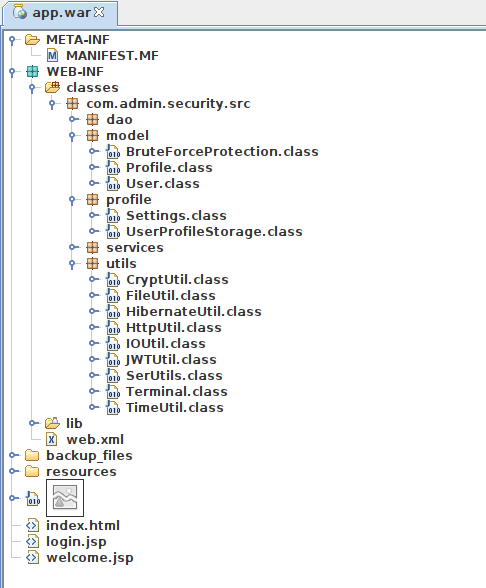 app.war
META-INF
MANIFEST.MF
WEB-INF
classes
com.admin.security.src
dao
model
BruteForceProtection.class
Profile.class
User.class
profile
Settings.class
UserProfileStorage.class
services
utils
CryptUtil.class
FileUtil.class
HibernateUtil.class
HttpUtil.class
IOUtil.class
JWTUtil.class
SerUtils.class
Terminal.class
TimeUtil.class
lib
web.xml
backup_files
resources
index.html
login.jsp
welcome.jsp